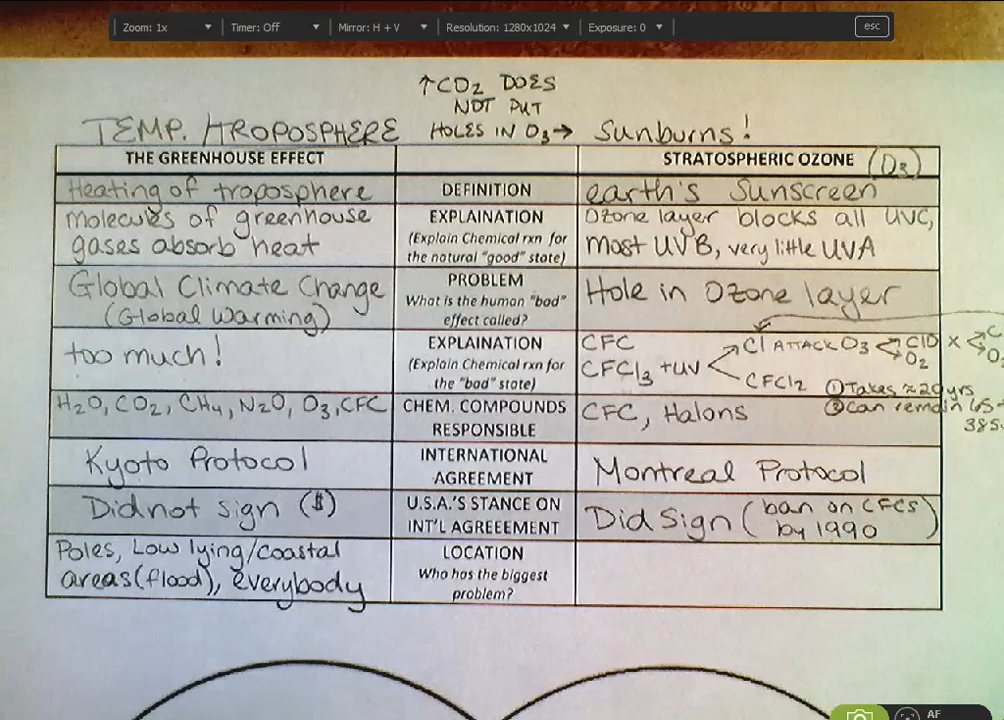 Zoom: 1x Timer: Off Mirror: H + V Resolution: 1280x1024 Exposure: 0 esc
↑CO2 DOES
NOT PUT
TEMP. /TROPOSPHERE HOLES IN O3→ Sunburns!
THE GREENHOUSE EFFECT STRATOSPHERIC OZONE (O3)
Heating of troposphere DEFINITION earth's Sunscreen
molecules of greenhouse EXPLAINATION Ozone layer blocks all UVC,
gases absorb heat (Explain Chemical rxn for most UVB, very little UVA
the natural "good" state)
Global Climate Change PROBLEM Hole in Ozone layer
(Global Warming) What is the human "bad"
effect called?
too much! EXPLAINATION CFC Cl ATTACK O3 ClO X C
(Explain Chemical rxn for CFCl3 +UV O2 O
the "bad" state) CFCl2 ① Takes ≈ 20yrs
H2O, CO2, CH4, N2O, O3, CFC CHEM. COMPOUNDS CFC, Halons ② Can remain 65-
RESPONSIBLE 385
Kyoto Protocol INTERNATIONAL Montreal Protocol
AGREEMENT
Did not sign ($) U.S.A.'S STANCE ON Did Sign (ban on CFCs
INT'L AGREEEMENT by 1990)
Poles, Low lying/coastal LOCATION
areas(flood), everybody Who has the biggest
problem?
AF